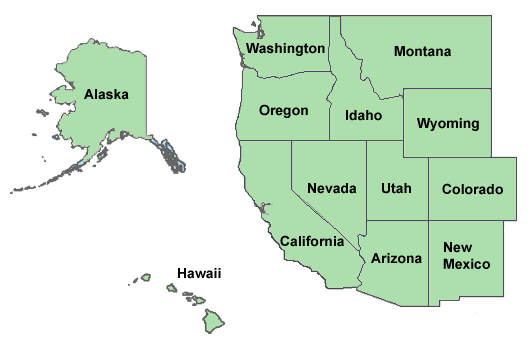 Washington
Montana
Alaska
Oregon
Idaho
Wyoming
Nevada
Utah
Colorado
California
Arizona
New
Mexico
Hawaii